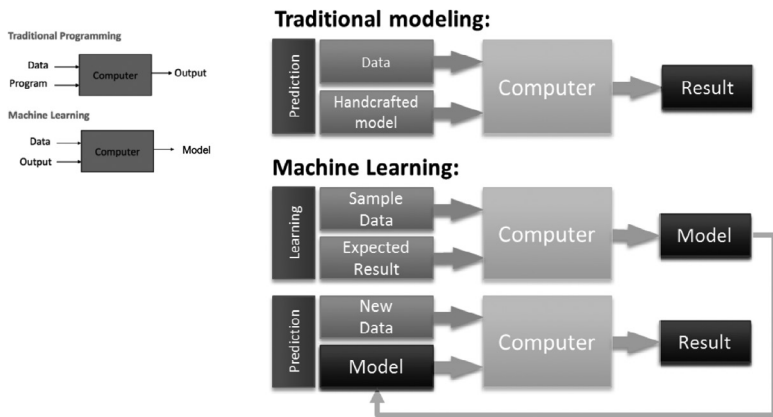 Traditional Programming
Data
Program
Computer
Output
Machine Learning
Data
Output
Computer
Model
Traditional modeling:
Prediction
Data
Handcrafted
model
Computer
Result
Machine Learning:
Learning
Sample
Data
Expected
Result
Computer
Model
Prediction
New
Data
Model
Computer
Result